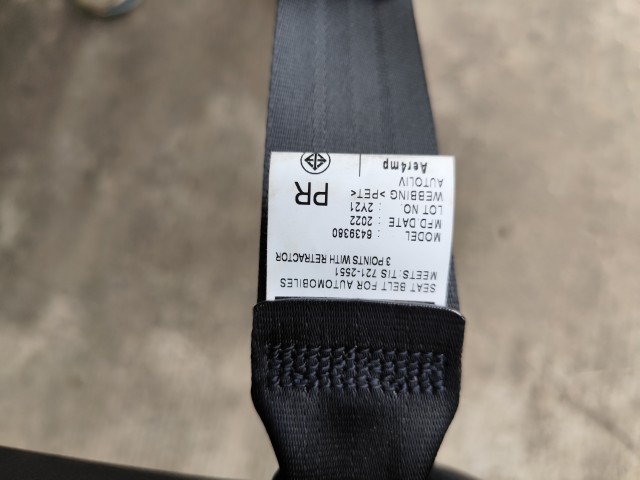 SEAT BELT FOR AUTOMOBILES
MEETS: TIS 721-2551
3 POINTS WITH RETRACTOR
MODEL : 6439380
MFD.DATE : 2022
LOT NO : 2Y21
WEBBING >PET<
AUTOLIV
PR
Aer4mp